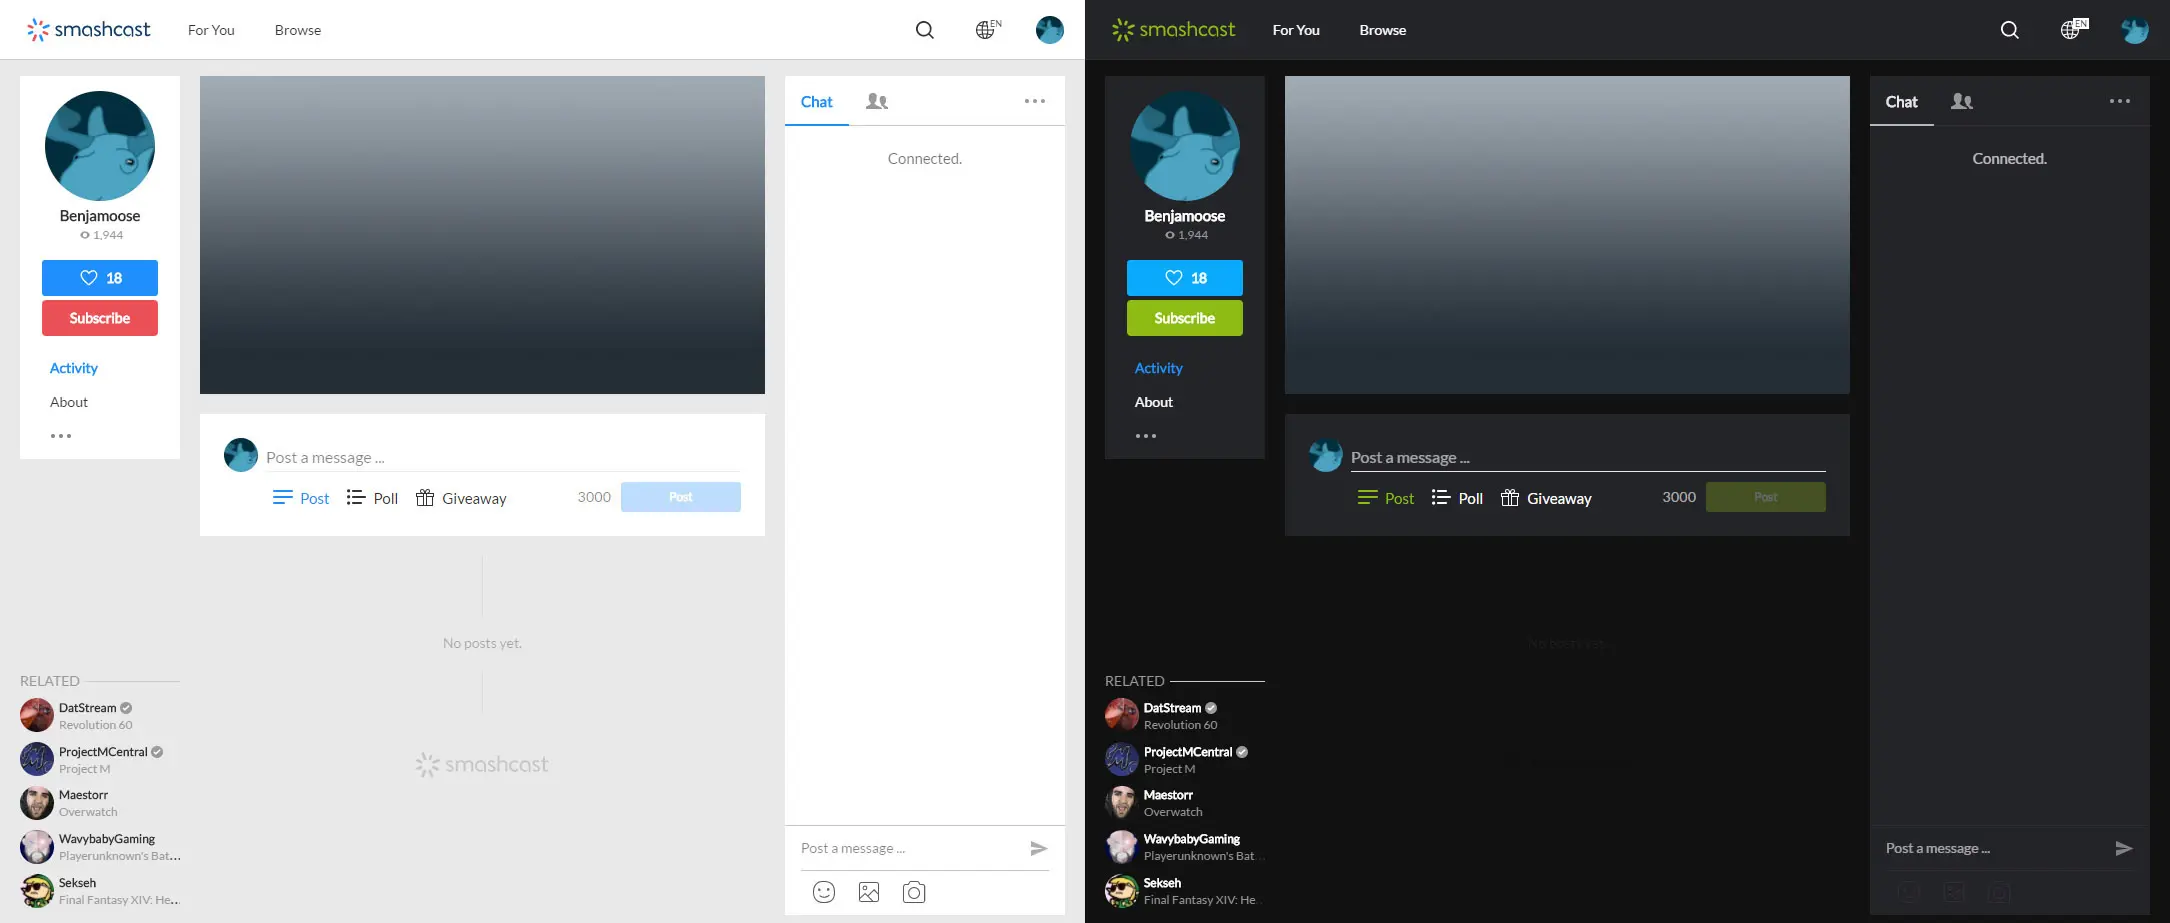 smashcast For You Browse EN
Benjamoose
1,944
18
Subscribe
Activity
About
Chat
Connected.
Post a message ...
Post Poll Giveaway 3000 Post
No posts yet.
RELATED
DatStream
Revolution 60
ProjectMCentral
Project M
Maestorr
Overwatch
WavybabyGaming
Playerunknown's Bat...
Sekseh
Final Fantasy XIV: He...
smashcast
Post a message ...
smashcast For You Browse EN
Benjamoose
1,944
18
Subscribe
Activity
About
Chat
Connected.
Post a message ...
Post Poll Giveaway 3000 Post
No posts yet.
RELATED
DatStream
Revolution 60
ProjectMCentral
Project M
Maestorr
Overwatch
WavybabyGaming
Playerunknown's Bat...
Sekseh
Final Fantasy XIV: He...
Post a message ...